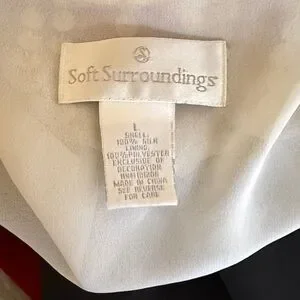 Soft Surroundings
L
SHELL:
100% SILK
LINING:
100%POLYESTER
EXCLUSIVE OF
DECORATION
MADE IN CHINA
SEE REVERSE
FOR CARE